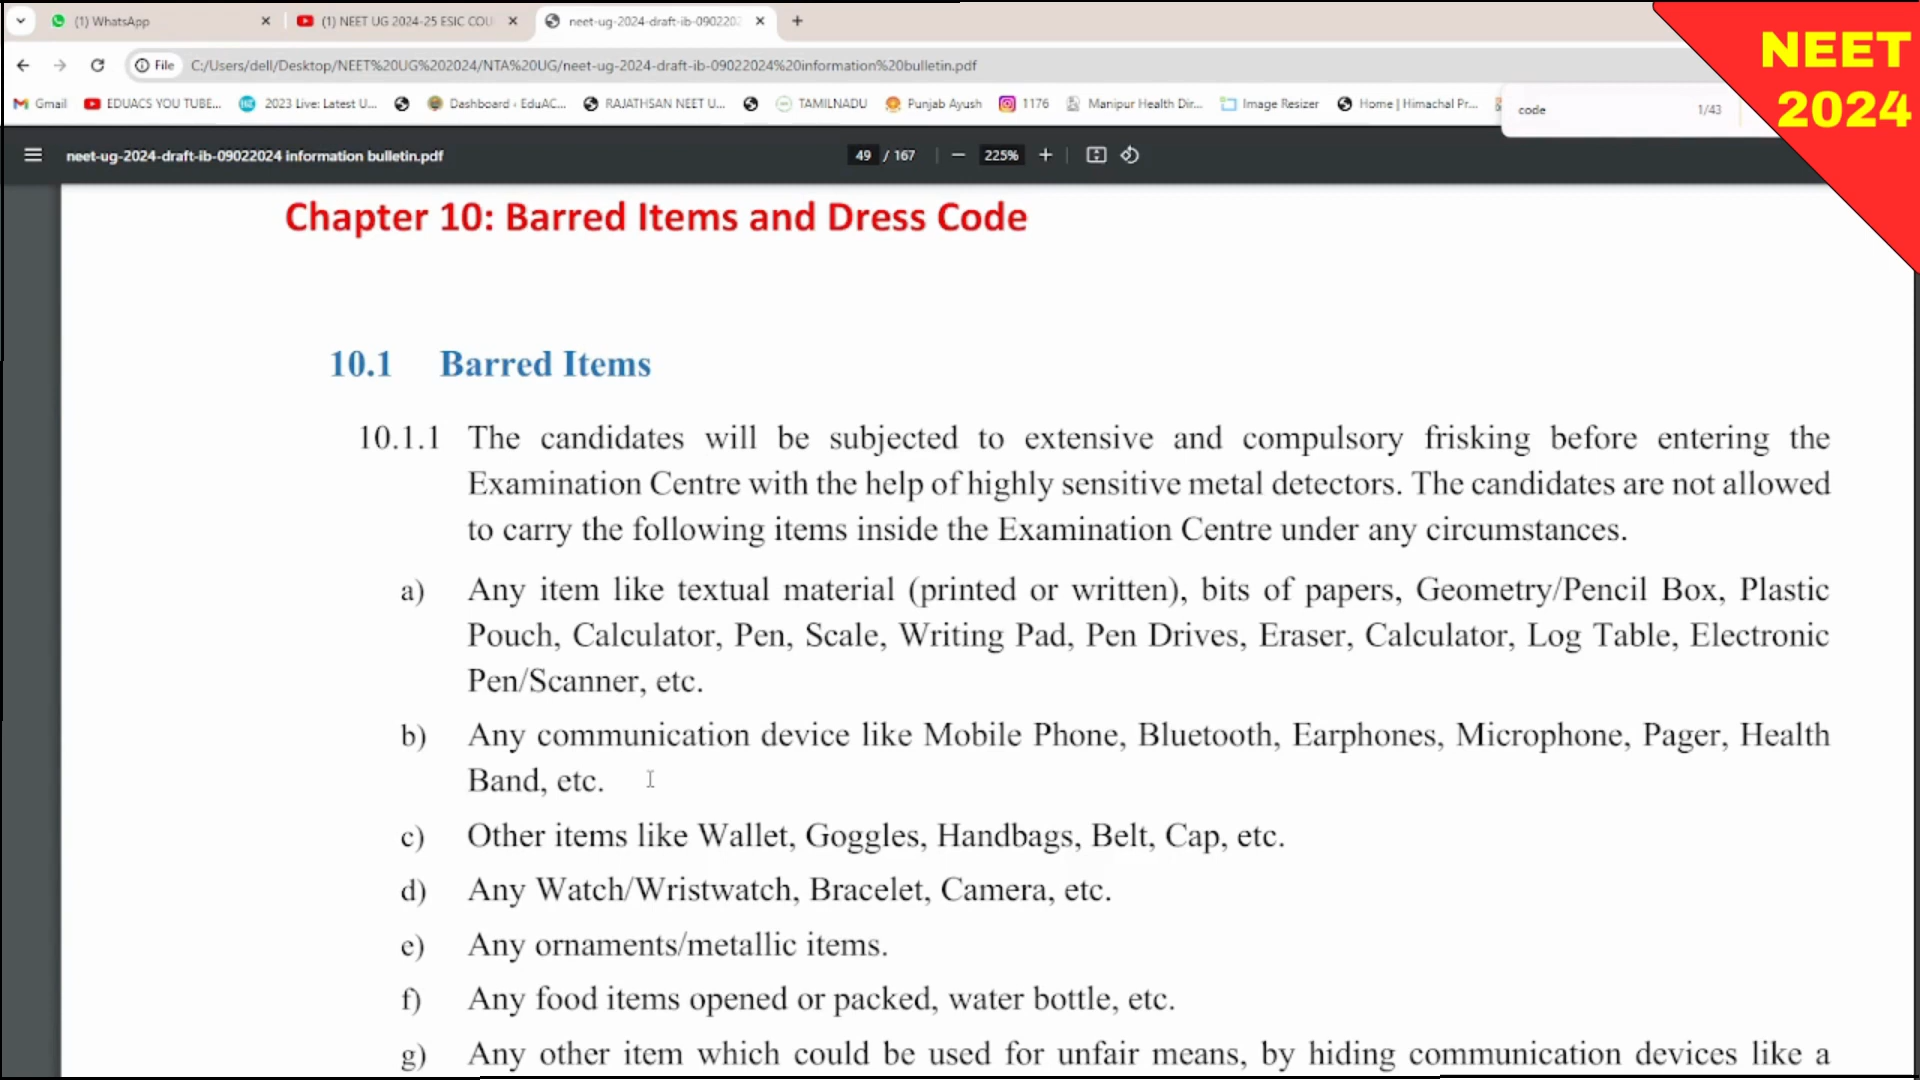 (1) WhatsApp
(1) NEET UG 2024-25 ESIC COU
neet-ug-2024-draft-ib-090220
NEET
2024
File
C:/Users/dell/Desktop/NEET%20UG%202024/NTA%20UG/neet-ug-2024-draft-ib-09022024%20information%20bulletin.pdf
Gmail
EDUACS YOU TUBE...
2023 Live: Latest U...
Dashboard ‹ EduAC...
RAJATHSAN NEET U...
TAMILNADU
Punjab Ayush
1176
Manipur Health Dir...
Image Resizer
Home | Himachal Pr...
code
1/43
neet-ug-2024-draft-ib-09022024 information bulletin.pdf
49 / 167
225%
Chapter 10: Barred Items and Dress Code
10.1 Barred Items
10.1.1 The candidates will be subjected to extensive and compulsory frisking before entering the
Examination Centre with the help of highly sensitive metal detectors. The candidates are not allowed
to carry the following items inside the Examination Centre under any circumstances.
a) Any item like textual material (printed or written), bits of papers, Geometry/Pencil Box, Plastic
Pouch, Calculator, Pen, Scale, Writing Pad, Pen Drives, Eraser, Calculator, Log Table, Electronic
Pen/Scanner, etc.
b) Any communication device like Mobile Phone, Bluetooth, Earphones, Microphone, Pager, Health
Band, etc.
c) Other items like Wallet, Goggles, Handbags, Belt, Cap, etc.
d) Any Watch/Wristwatch, Bracelet, Camera, etc.
e) Any ornaments/metallic items.
f) Any food items opened or packed, water bottle, etc.
g) Any other item which could be used for unfair means, by hiding communication devices like a